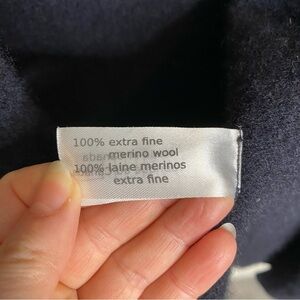 100% extra fine
merino wool
100% laine merinos
extra fine